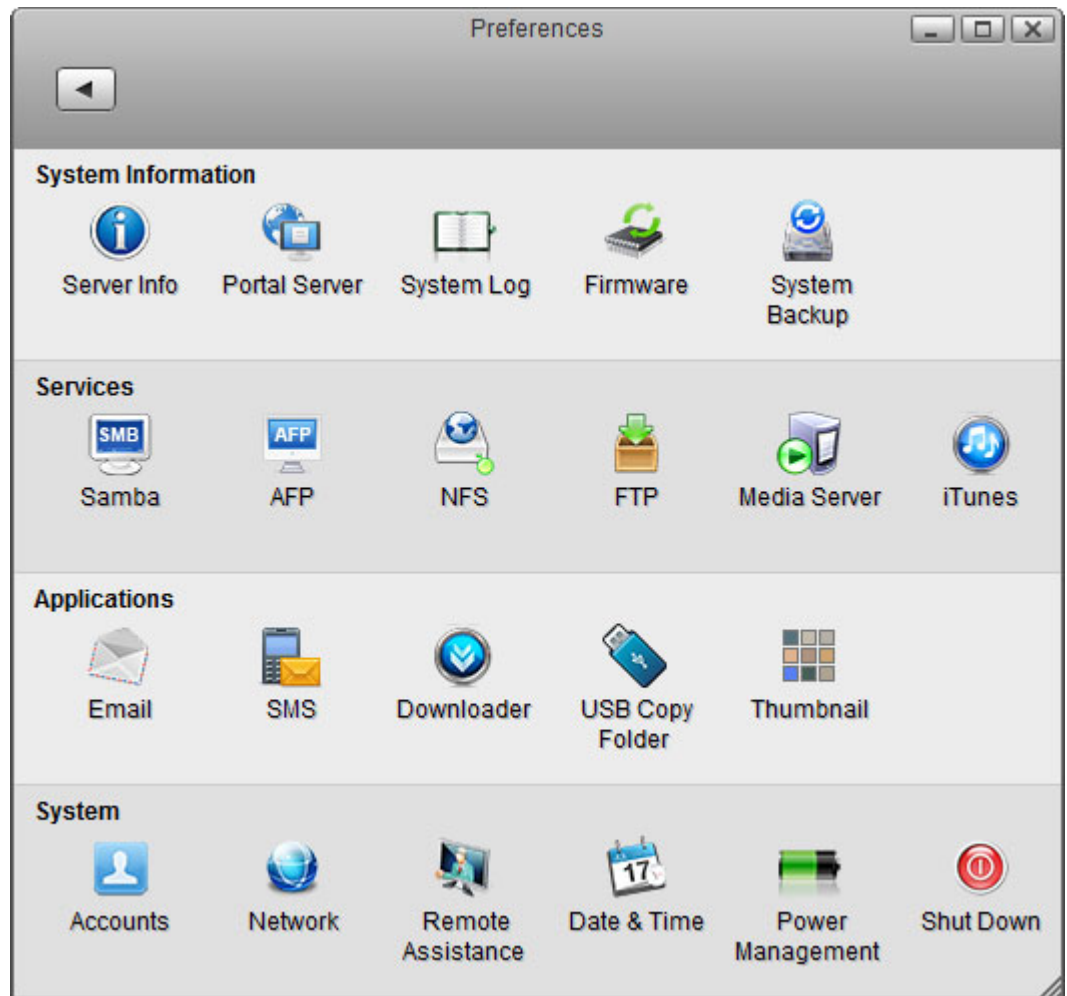 Preferences
System Information
Server Info
Portal Server
System Log
Firmware
System
Backup
Services
SMB
Samba
AFP
AFP
NFS
FTP
Media Server
iTunes
Applications
Email
SMS
Downloader
USB Copy
Folder
Thumbnail
System
Accounts
Network
Remote
Assistance
17
Date & Time
Power
Management
Shut Down